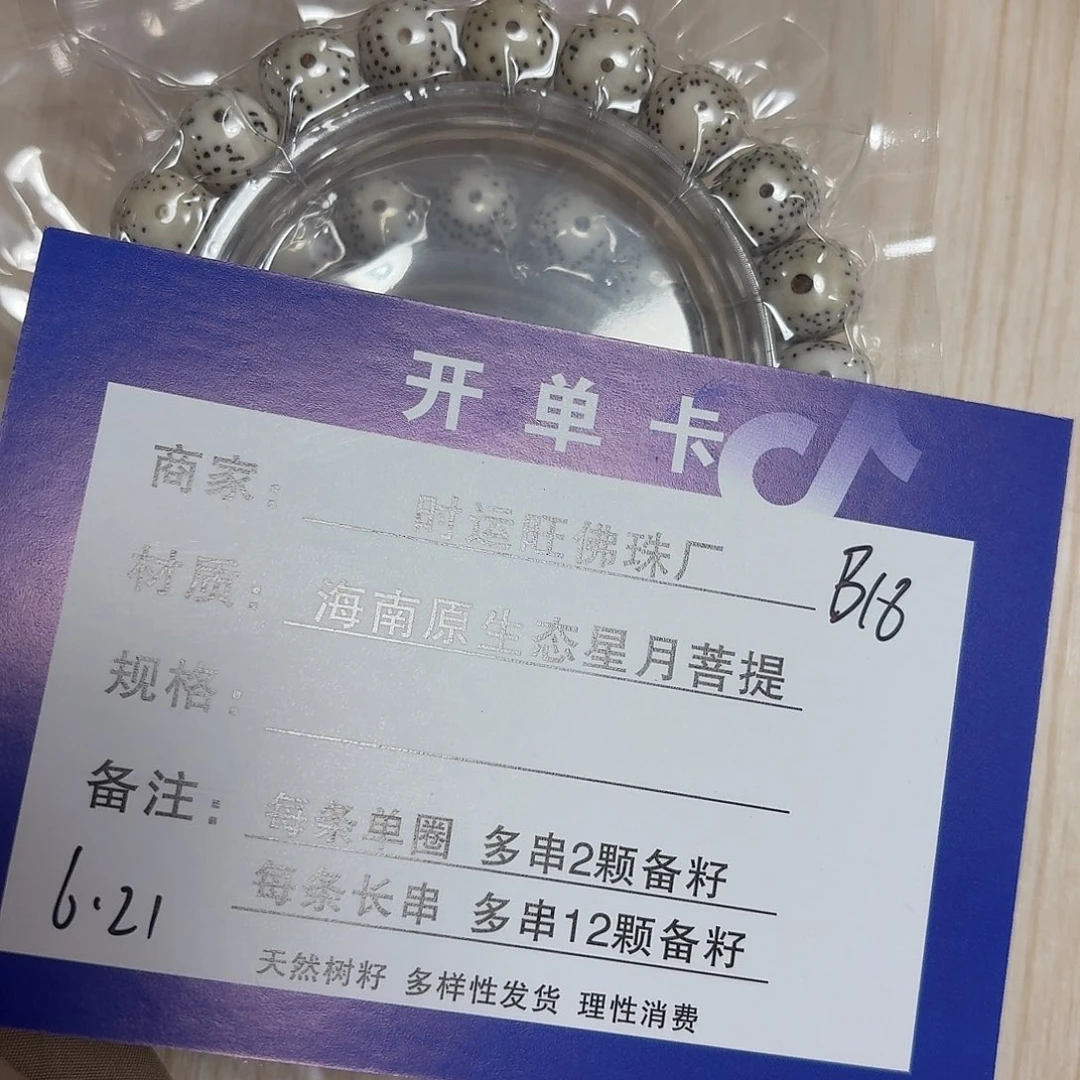 开单卡
商家：时运旺佛珠厂
B18
材质：海南原生态星月菩提
规格：
备注：每条单圈 多串2颗备籽
每条长串 多串12颗备籽
6.21
天然树籽 多样性发货 理性消费